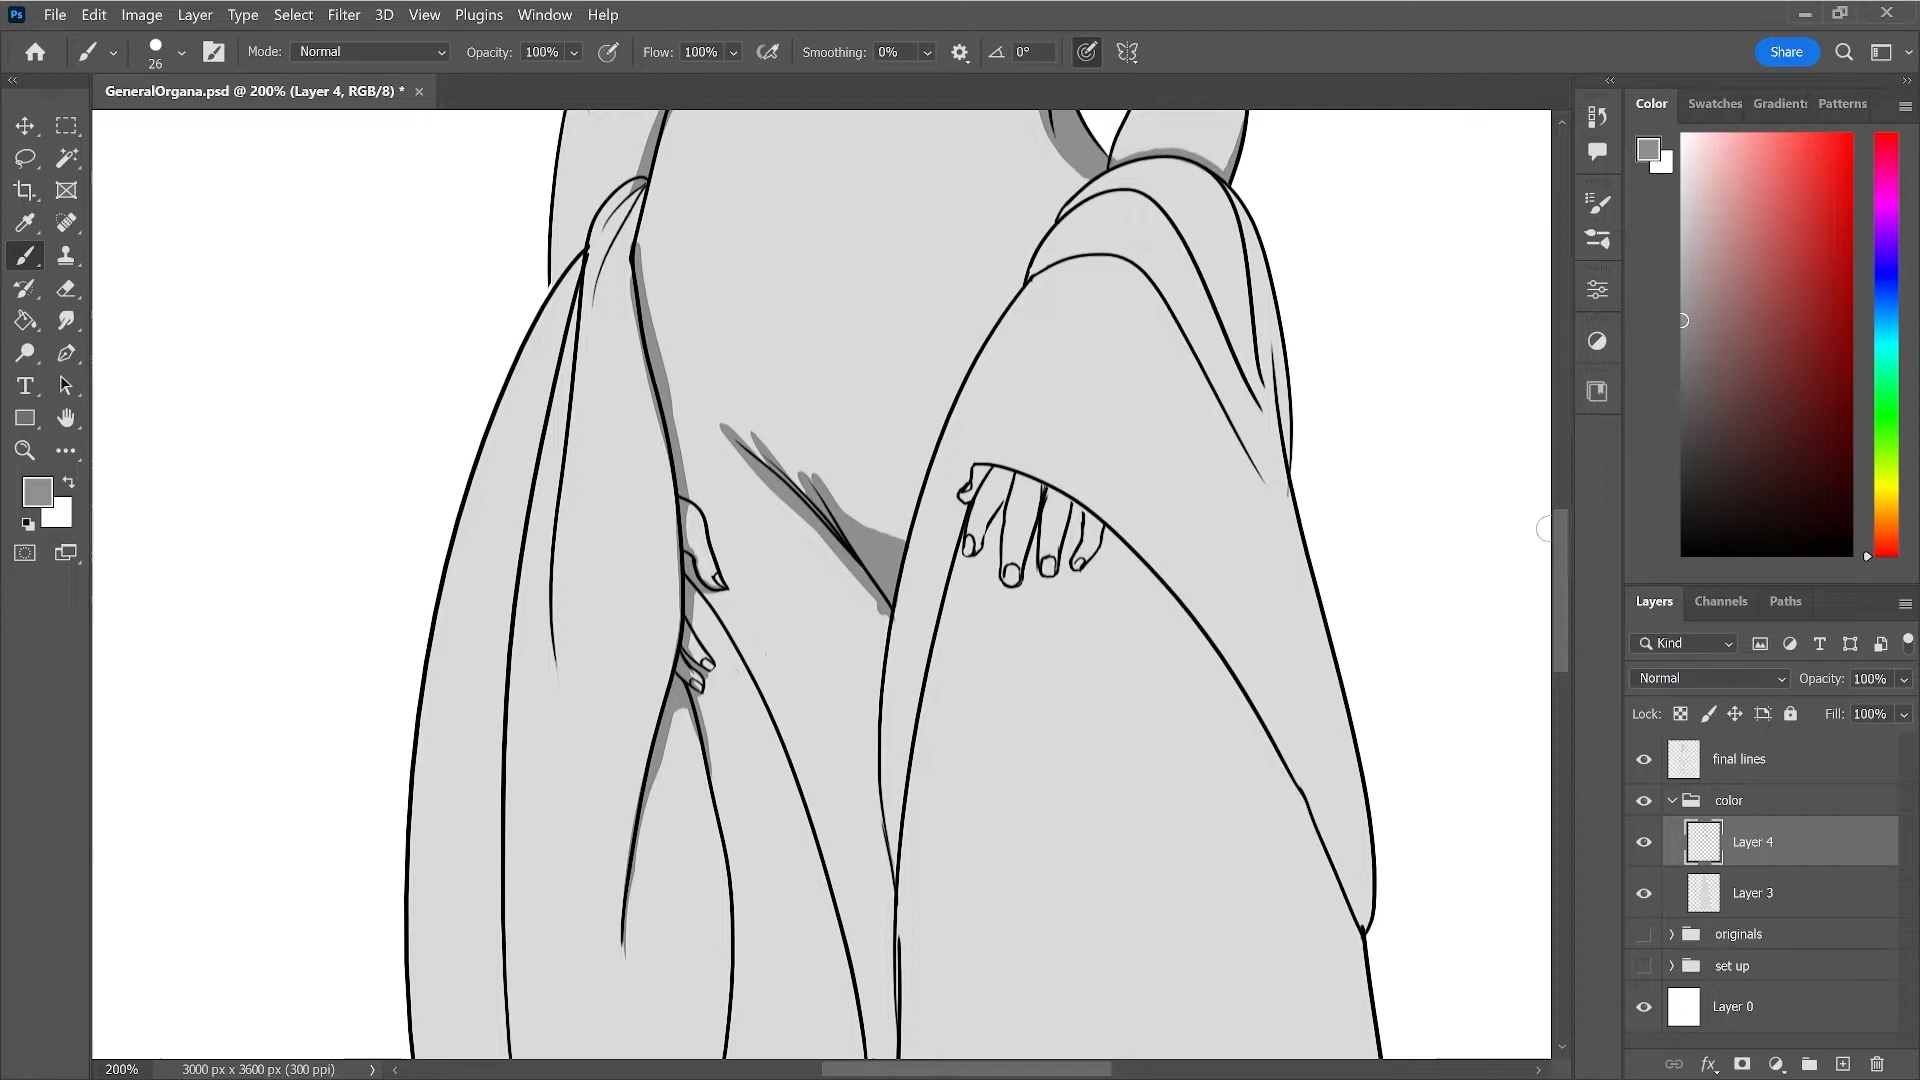 Ps File Edit Image Layer Type Select Filter 3D View Plugins Window Help
26 Mode: Normal Opacity: 100% Flow: 100% Smoothing: 0% 0° Share
GeneralOrgana.psd @ 200% (Layer 4, RGB/8) *
Color Swatches Gradients Patterns
Layers Channels Paths
Kind
Normal Opacity: 100%
Lock: Fill: 100%
final lines
color
Layer 4
Layer 3
originals
set up
Layer 0
200% 3000 px x 3600 px (300 ppi)